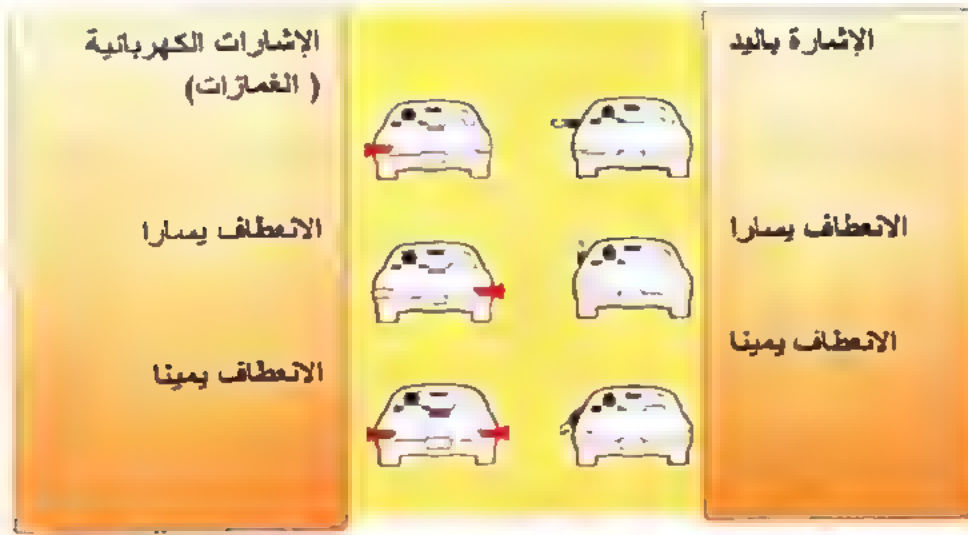 الإشارة باليد
الانعطاف يسارا
الانعطاف يمينا
الإشارات الكهربائية
( الغمازات)
الانعطاف يسارا
الانعطاف يمينا